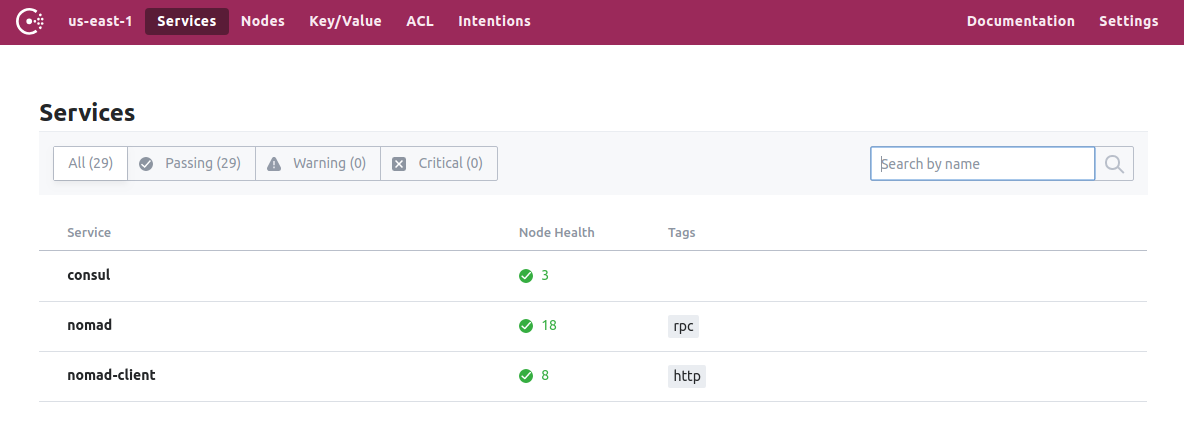 us-east-1 Services Nodes Key/Value ACL Intentions Documentation Settings
Services
All (29) Passing (29) Warning (0) Critical (0) Search by name
Service Node Health Tags
consul 3
nomad 18 rpc
nomad-client 8 http